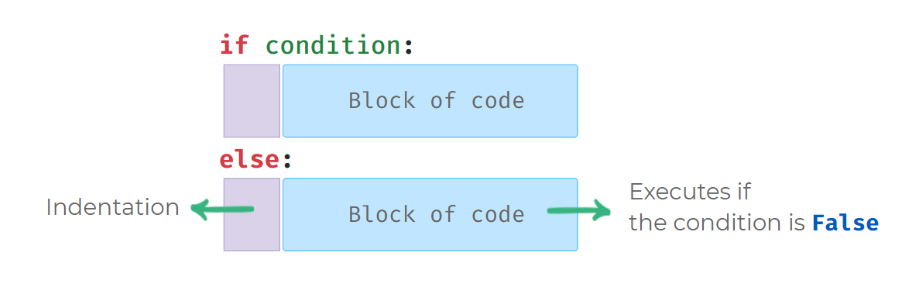 if condition:
Block of code
else:
Indentation
Block of code
Executes if
the condition is False